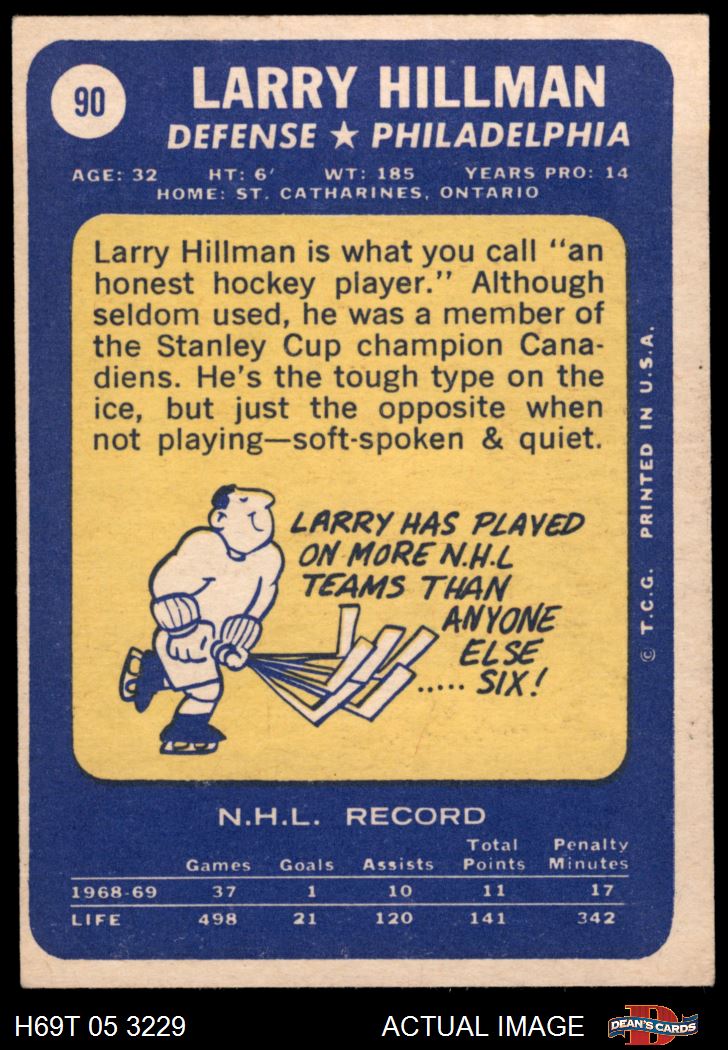 90
LARRY HILLMAN
DEFENSE ★ PHILADELPHIA
AGE: 32 HT: 6' WT: 185 YEARS PRO: 14
HOME: ST. CATHARINES, ONTARIO
Larry Hillman is what you call "an
honest hockey player." Although
seldom used, he was a member of
the Stanley Cup champion Cana-
diens. He's the tough type on the
ice, but just the opposite when
not playing—soft-spoken & quiet.
LARRY HAS PLAYED
ON MORE N.H.L
TEAMS THAN
ANYONE
ELSE
..... SIX!
© T.C.G. PRINTED IN U.S.A.
N.H.L. RECORD
Games Goals Assists Total Points Penalty Minutes
1968-69 37 1 10 11 17
LIFE 498 21 120 141 342
H69T 05 3229 ACTUAL IMAGE
D
DEAN'S CARDS